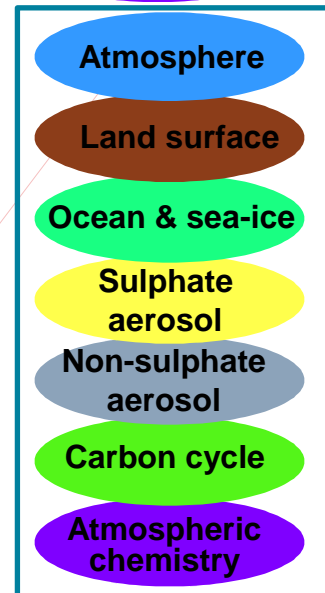 Atmosphere
Land surface
Ocean & sea-ice
Sulphate
aerosol
Non-sulphate
aerosol
Carbon cycle
Atmospheric
chemistry